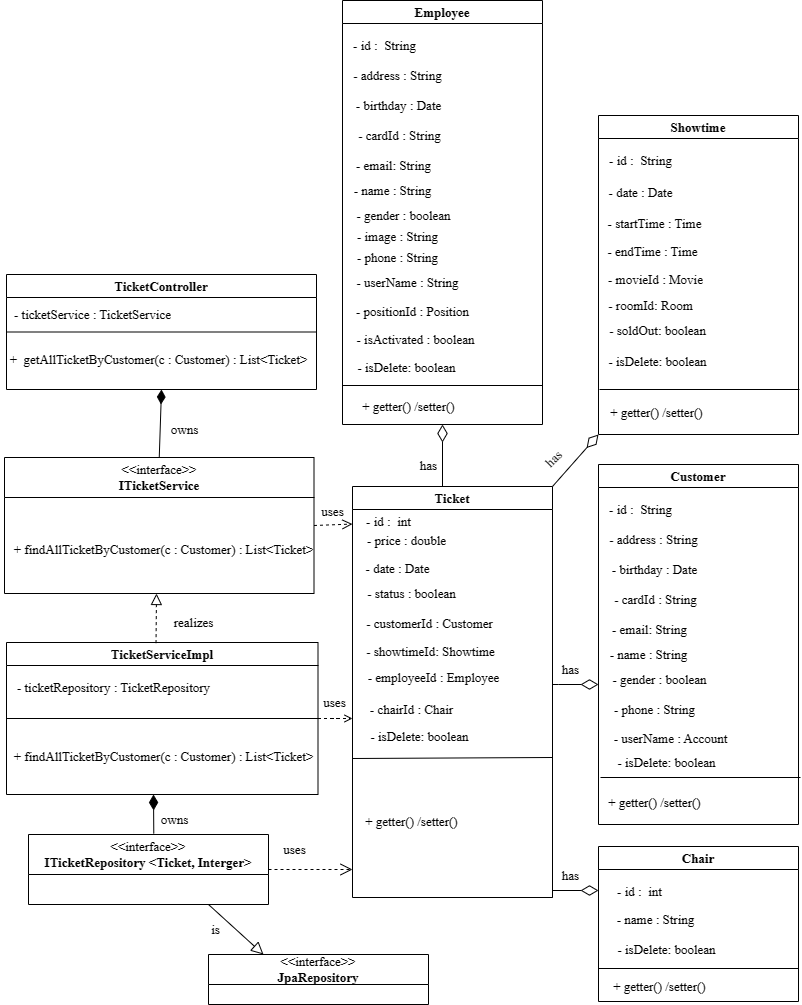 Employee
- id :  String
- address : String
- birthday : Date
- cardId : String
- email: String
- name : String
- gender : boolean
- image : String
- phone : String
- userName : String
- positionId : Position
- isActivated : boolean
- isDelete: boolean
+ getter() /setter()
has
Showtime
- id :  String
- date : Date
- startTime : Time
- endTime : Time
- movieId : Movie
- roomId: Room
- soldOut: boolean
- isDelete: boolean
+ getter() /setter()
has
TicketController
- ticketService : TicketService
+  getAllTicketByCustomer(c : Customer) : List<Ticket>
owns
<<interface>>
ITicketService
+ findAllTicketByCustomer(c : Customer) : List<Ticket>
uses
realizes
TicketServiceImpl
- ticketRepository : TicketRepository
+ findAllTicketByCustomer(c : Customer) : List<Ticket>
uses
owns
<<interface>>
ITicketRepository <Ticket, Interger>
uses
is
<<interface>>
JpaRepository
Ticket
- id :  int
- price : double
- date : Date
- status : boolean
- customerId : Customer
- showtimeId: Showtime
- employeeId : Employee
- chairId : Chair
- isDelete: boolean
+ getter() /setter()
has
Customer
- id :  String
- address : String
- birthday : Date
- cardId : String
- email: String
- name : String
- gender : boolean
- phone : String
- userName : Account
- isDelete: boolean
+ getter() /setter()
has
Chair
- id :  int
- name : String
- isDelete: boolean
+ getter() /setter()